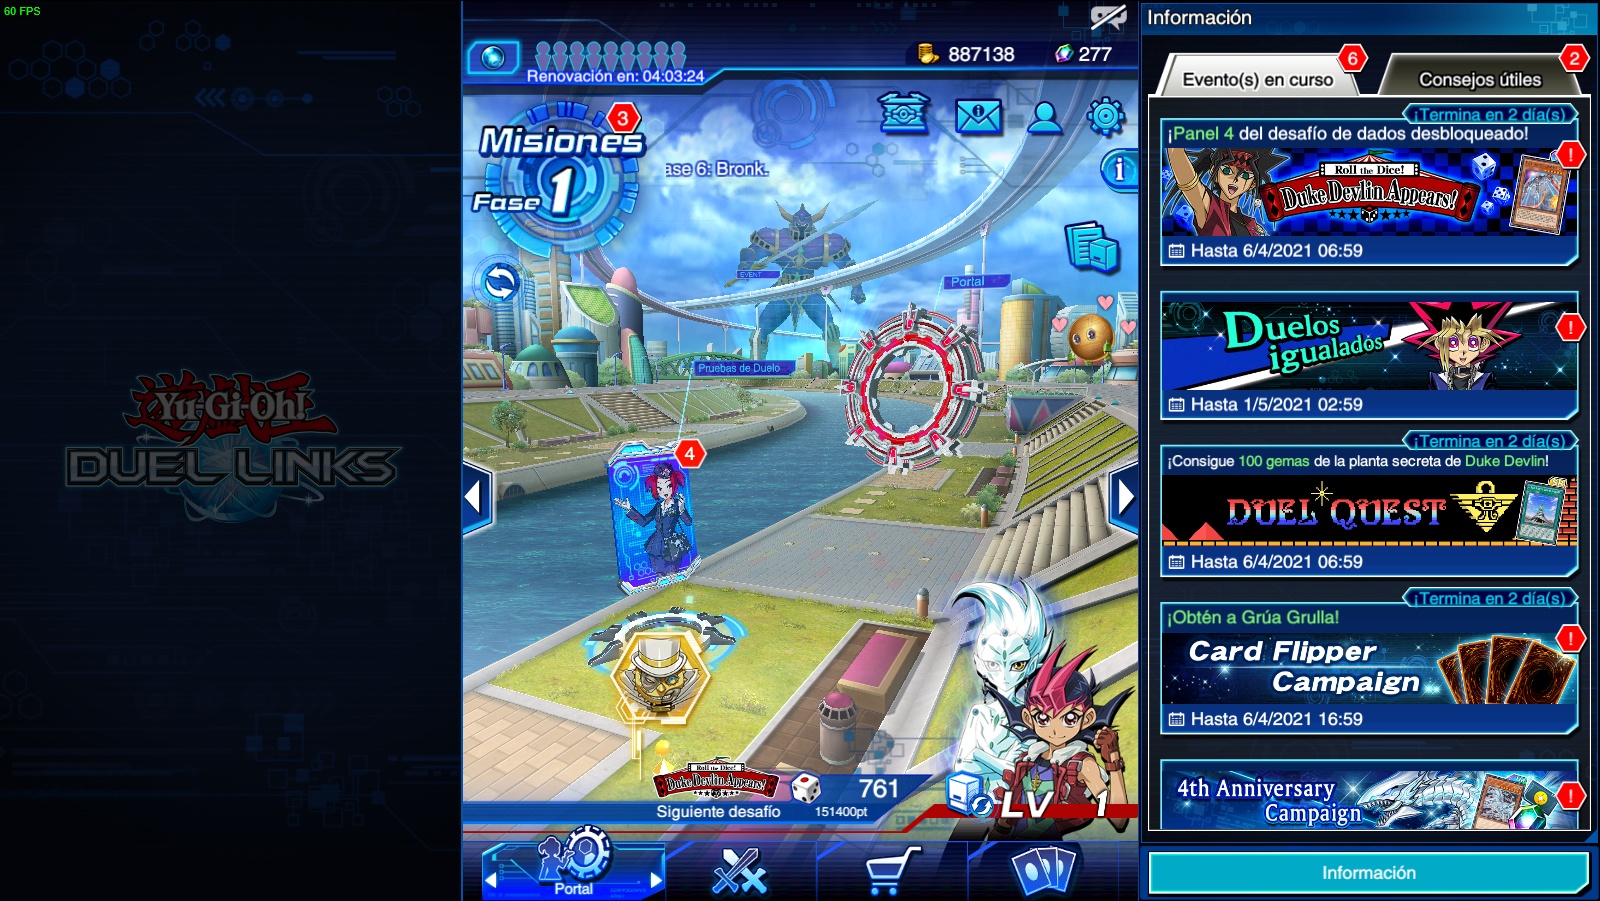 60 FPS
Yu-Gi-Oh!
DUEL LINKS
887138
277
Renovación en: 04:03:24
3
Misiones
1
Fase
ase 6: Bronk.
i
EVENT
Portal
Pruebas de Duelo
4
Roll the Dice!
Duke Devlin Appears!
761
Siguiente desafío
151400pt
LV 1
Portal
Información
Evento(s) en curso
6
Consejos útiles
2
¡Termina en 2 día(s)
¡Panel 4 del desafío de dados desbloqueado!
!
Roll the Dice!
Duke Devlin Appears!
Hasta 6/4/2021 06:59
Duelos
igualados
!
Hasta 1/5/2021 02:59
¡Termina en 2 día(s)
¡Consigue 100 gemas de la planta secreta de Duke Devlin!
DUEL QUEST
Hasta 6/4/2021 06:59
¡Termina en 2 día(s)
¡Obtén a Grúa Grulla!
!
Card Flipper
Campaign
Hasta 6/4/2021 16:59
4th Anniversary
Campaign
!
Información